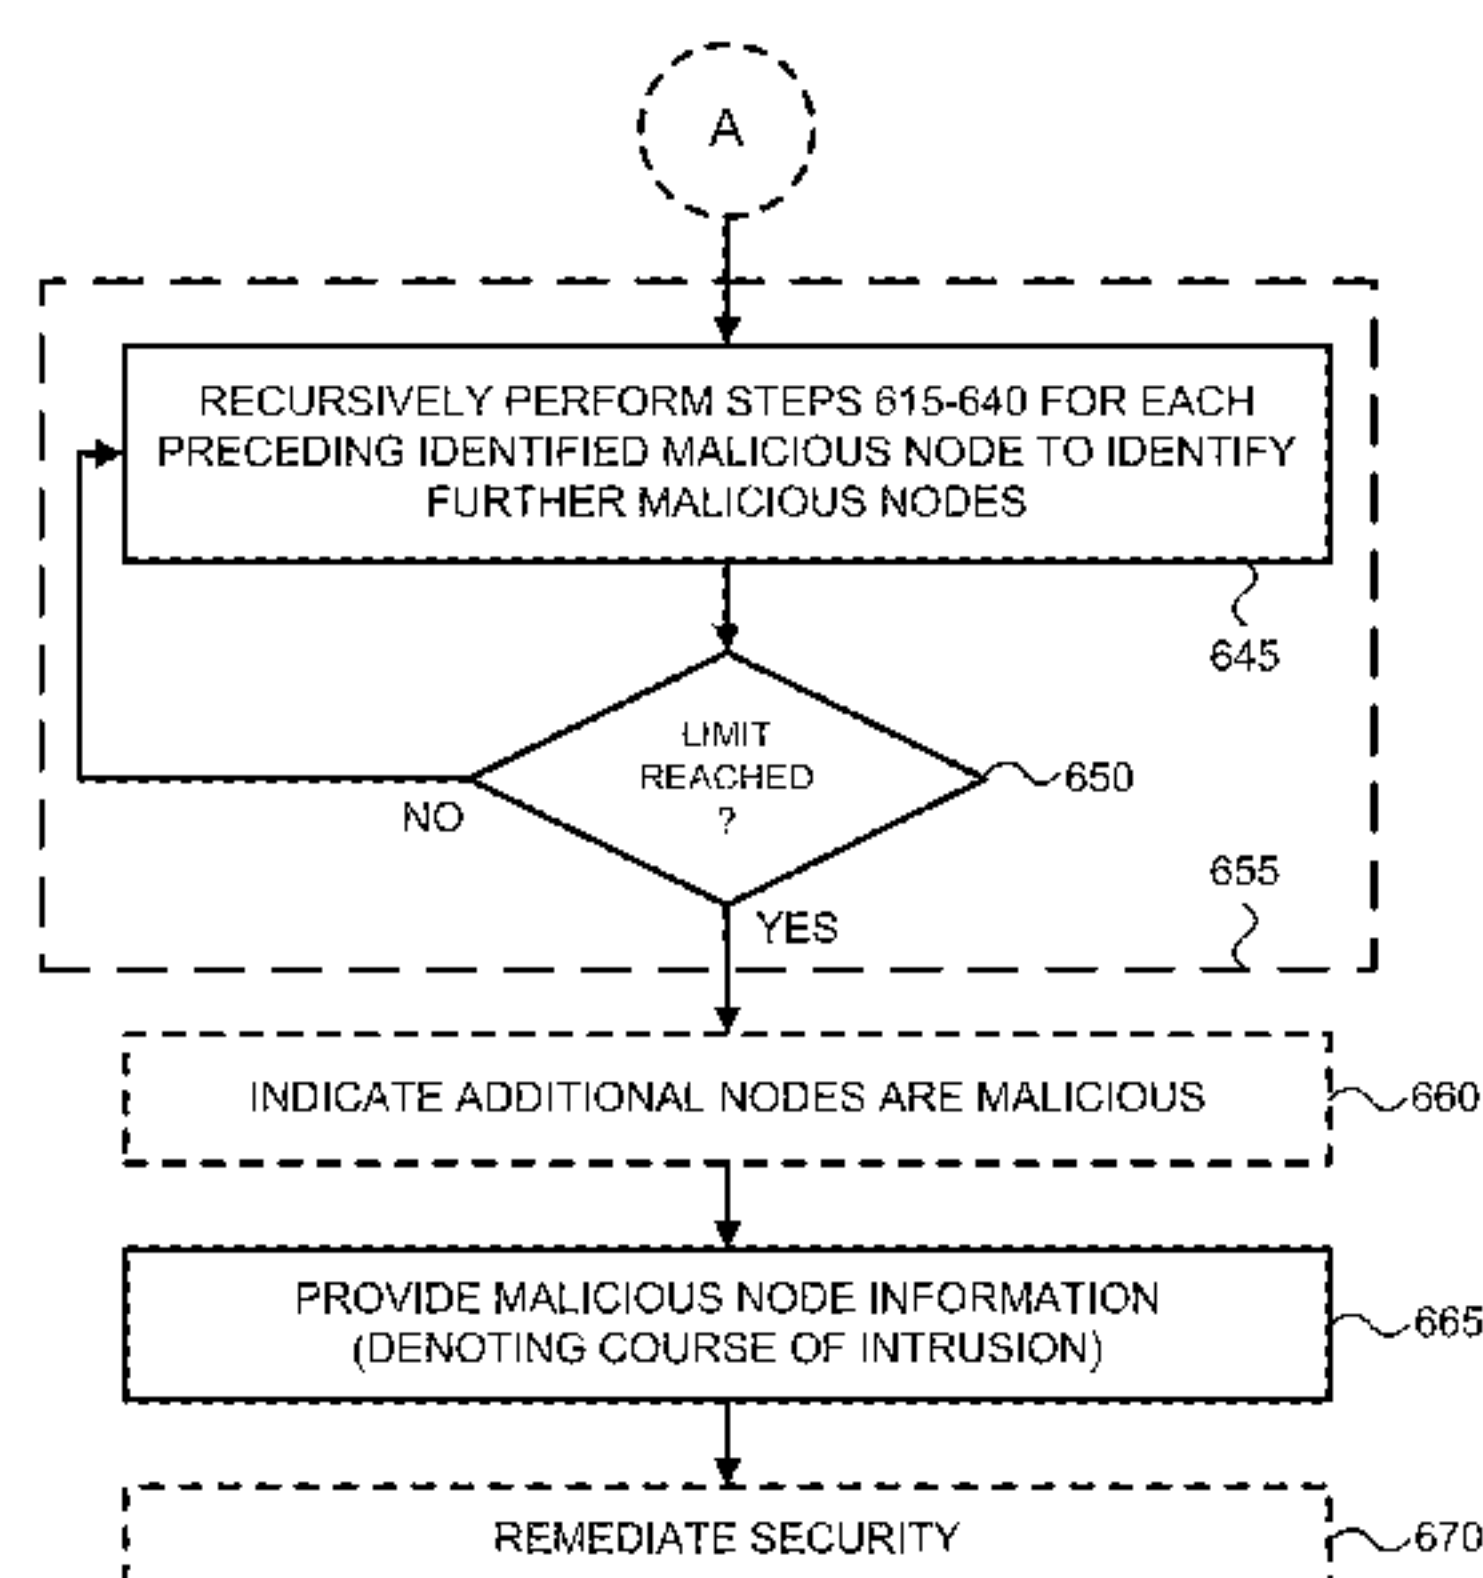 A
RECURSIVELY PERFORM STEPS 615-640 FOR EACH
PRECEDING IDENTIFIED MALICIOUS NODE TO IDENTIFY
FURTHER MALICIOUS NODES
645
LIMIT
REACHED
?
650
NO
655
YES
INDICATE ADDITIONAL NODES ARE MALICIOUS
660
PROVIDE MALICIOUS NODE INFORMATION
(DENOTING COURSE OF INTRUSION)
665
REMEDIATE SECURITY
670